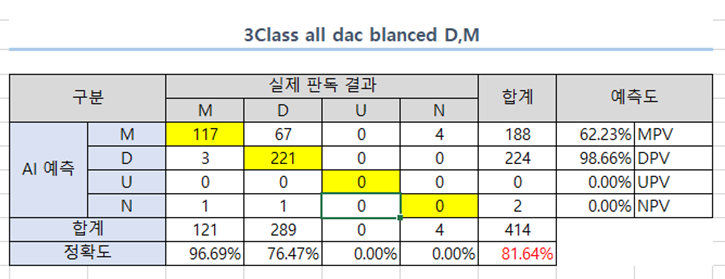 3Class all dac blanced D,M
구분 실제 판독 결과 합계 예측도
M D U N
AI 예측 M 117 67 0 4 188 62.23% MPV
D 3 221 0 0 224 98.66% DPV
U 0 0 0 0 0 0.00% UPV
N 1 1 0 0 2 0.00% NPV
합계 121 289 0 4 414
정확도 96.69% 76.47% 0.00% 0.00% 81.64%